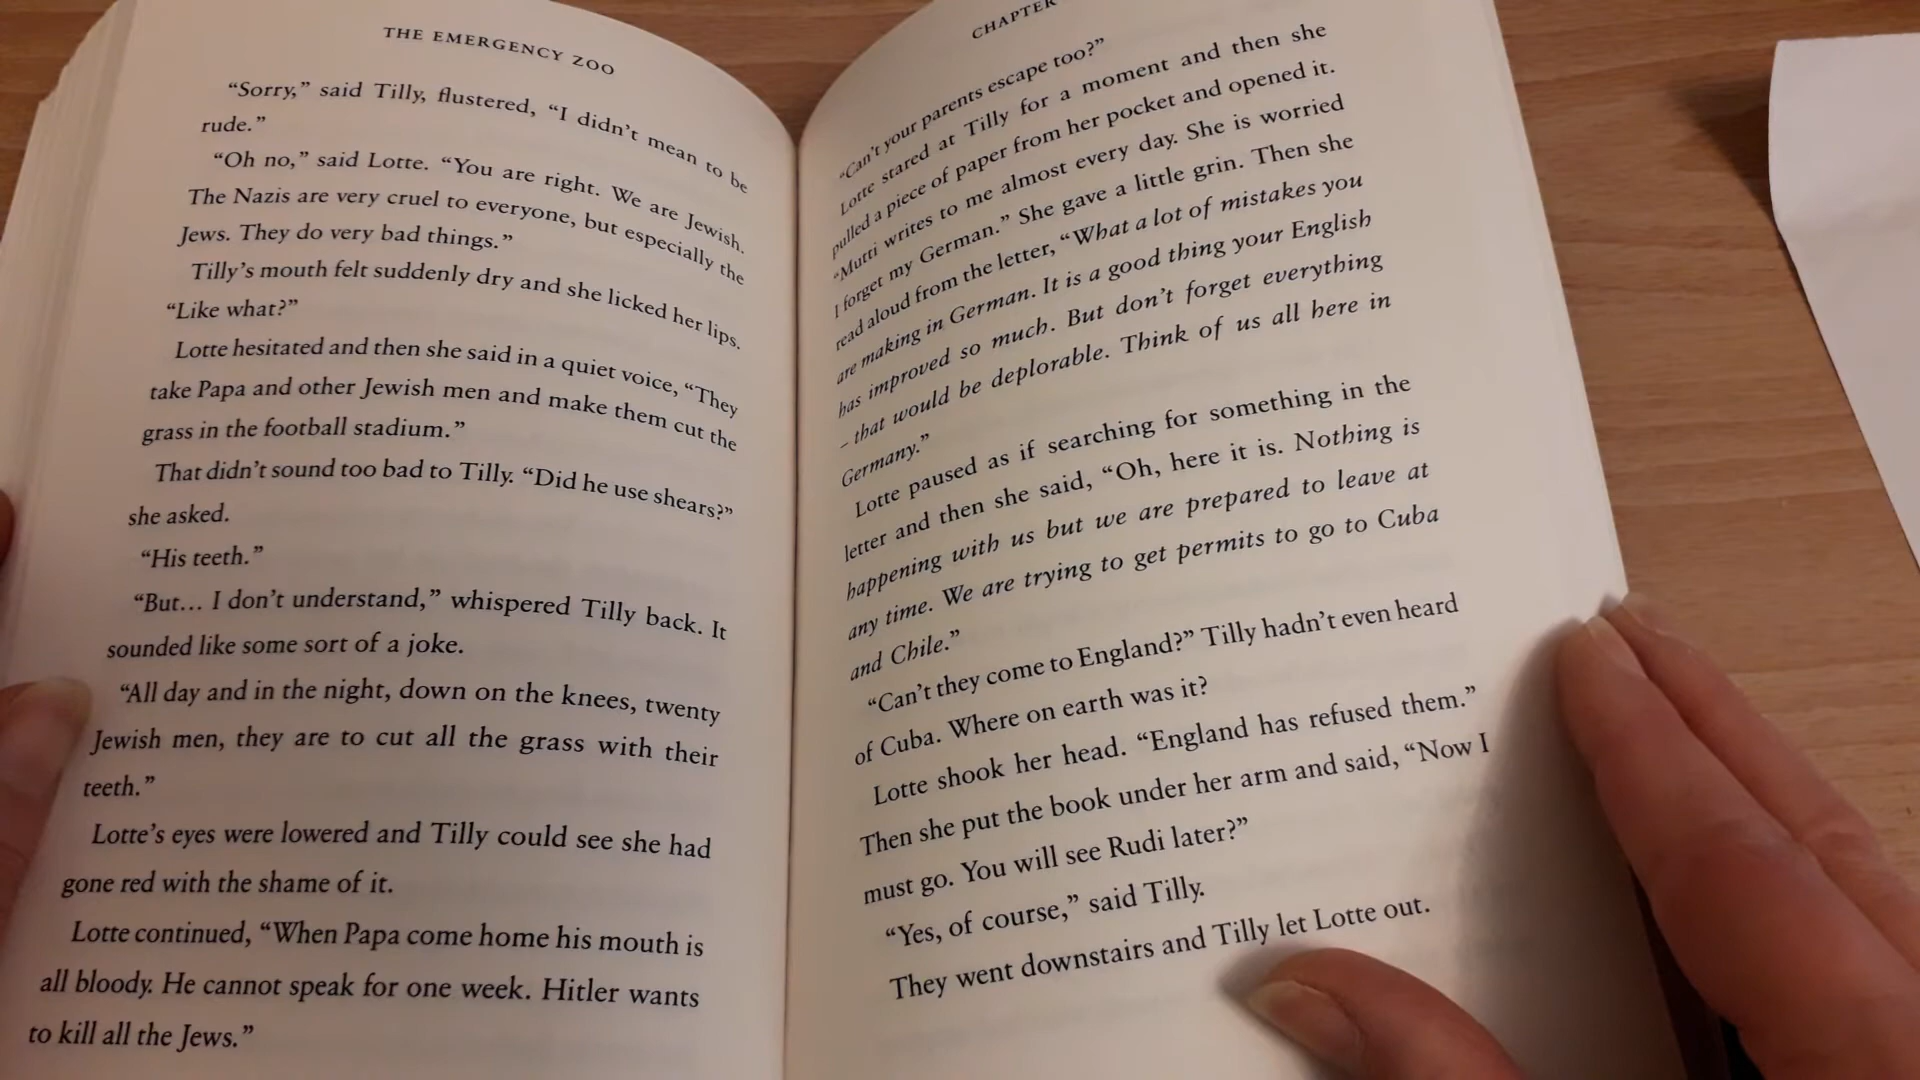 THE EMERGENCY ZOO
“Sorry,” said Tilly, flustered, “I didn’t mean to be
rude.”
“Oh no,” said Lotte. “You are right. We are Jewish.
The Nazis are very cruel to everyone, but especially the
Jews. They do very bad things.”
Tilly’s mouth felt suddenly dry and she licked her lips.
“Like what?”
Lotte hesitated and then she said in a quiet voice, “They
take Papa and other Jewish men and make them cut the
grass in the football stadium.”
That didn’t sound too bad to Tilly. “Did he use shears?”
she asked.
“His teeth.”
“But... I don’t understand,” whispered Tilly back. It
sounded like some sort of a joke.
“All day and in the night, down on the knees, twenty
Jewish men, they are to cut all the grass with their
teeth.”
Lotte’s eyes were lowered and Tilly could see she had
gone red with the shame of it.
Lotte continued, “When Papa come home his mouth is
all bloody. He cannot speak for one week. Hitler wants
to kill all the Jews.”
CHAPTER
“Can’t your parents escape too?”
Lotte stared at Tilly for a moment and then she
pulled a piece of paper from her pocket and opened it.
“Mutti writes to me almost every day. She is worried
I forget my German.” She gave a little grin. Then she
read aloud from the letter, “What a lot of mistakes you
are making in German. It is a good thing your English
has improved so much. But don’t forget everything
– that would be deplorable. Think of us all here in
Germany.”
Lotte paused as if searching for something in the
letter and then she said, “Oh, here it is. Nothing is
happening with us but we are prepared to leave at
any time. We are trying to get permits to go to Cuba
and Chile.”
“Can’t they come to England?” Tilly hadn’t even heard
of Cuba. Where on earth was it?
Lotte shook her head. “England has refused them.”
Then she put the book under her arm and said, “Now I
must go. You will see Rudi later?”
“Yes, of course,” said Tilly.
They went downstairs and Tilly let Lotte out.